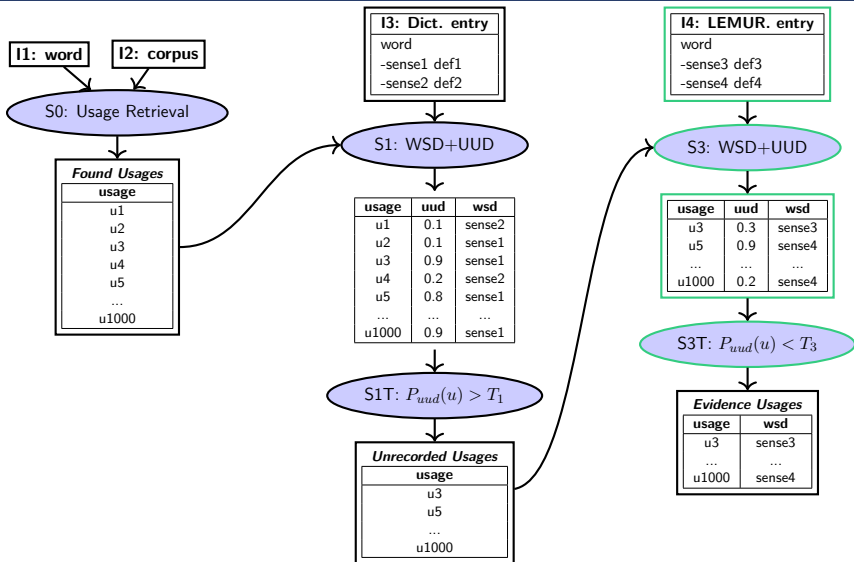 I1: word
I2: corpus
S0: Usage Retrieval
Found Usages
usage
u1
u2
u3
u4
u5
...
u1000
I3: Dict. entry
word
-sense1 def1
-sense2 def2
S1: WSD+UUD
usage uud wsd
u1 0.1 sense2
u2 0.1 sense1
u3 0.9 sense1
u4 0.2 sense2
u5 0.8 sense1
... ... ...
u1000 0.9 sense1
S1T: P_{uud}(u) > T_1
Unrecorded Usages
usage
u3
u5
...
u1000
I4: LEMUR. entry
word
-sense3 def3
-sense4 def4
S3: WSD+UUD
usage uud wsd
u3 0.3 sense3
u5 0.9 sense4
... ... ...
u1000 0.2 sense4
S3T: P_{uud}(u) < T_3
Evidence Usages
usage wsd
u3 sense3
... ...
u1000 sense4